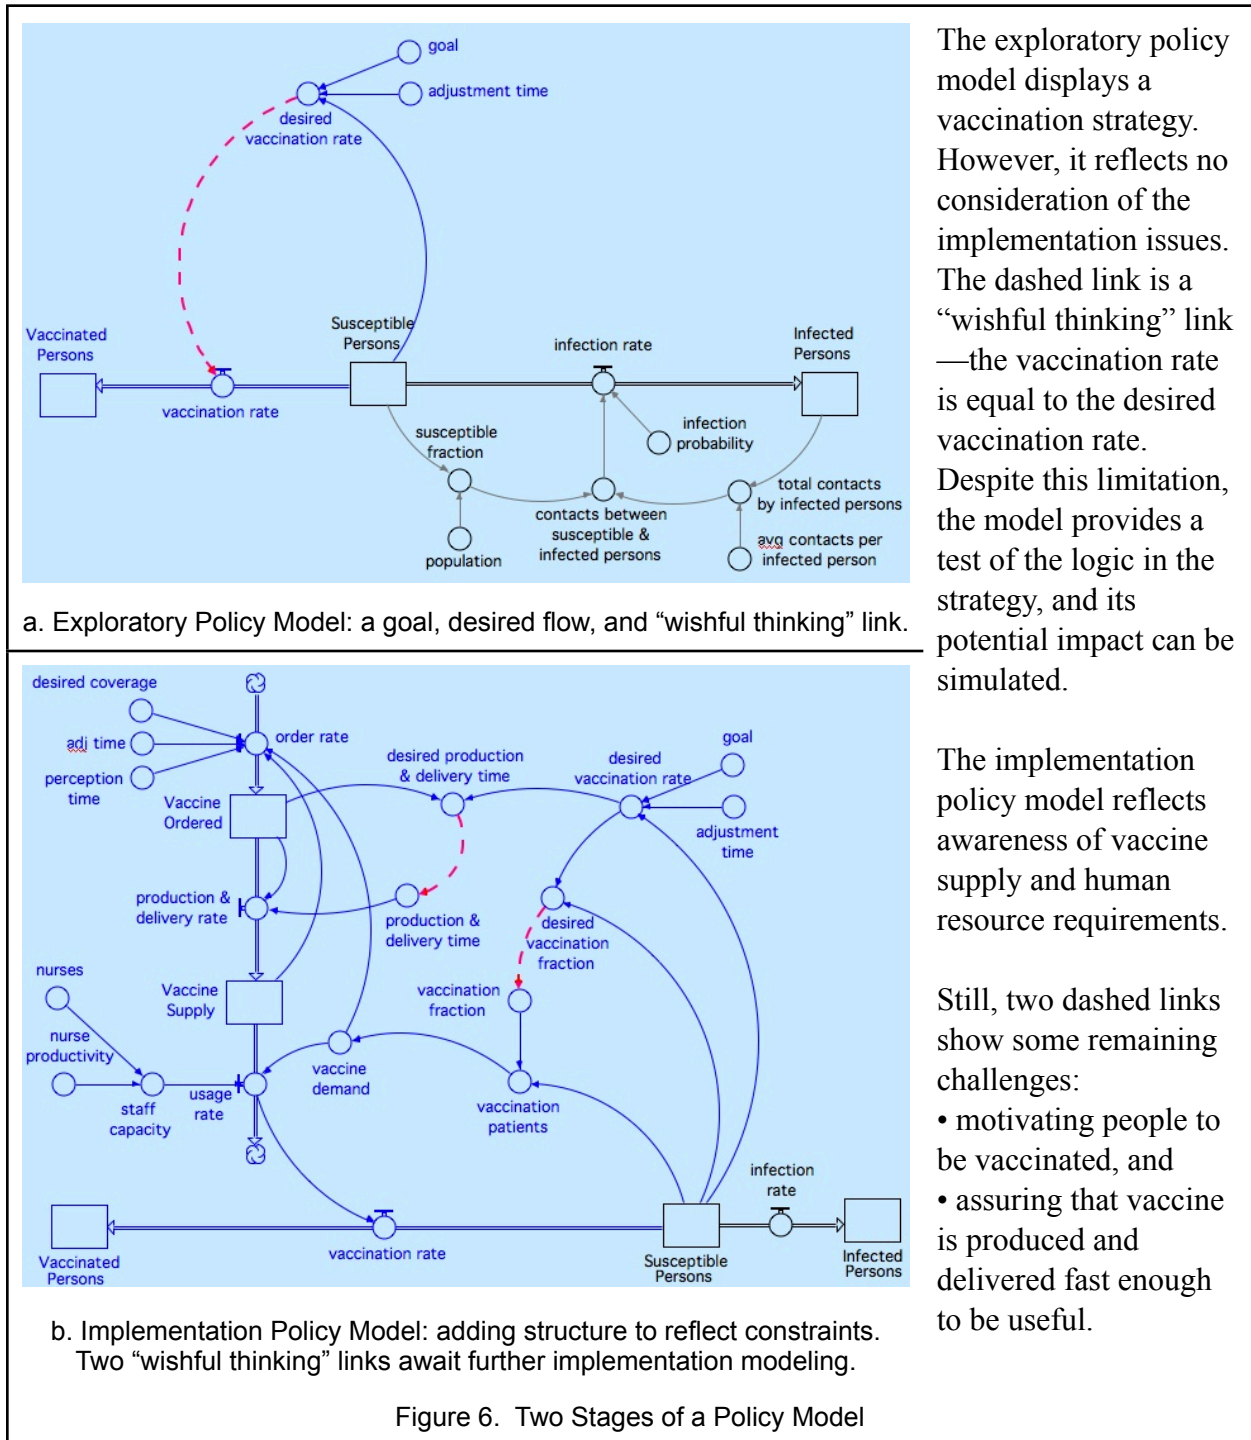 goal
adjustment time
desired
vaccination rate
Vaccinated
Persons
Susceptible
Persons
infection rate
Infected
Persons
vaccination rate
susceptible
fraction
infection
probability
total contacts
by infected persons
contacts between
susceptible &
infected persons
population
avg contacts per
infected person
a. Exploratory Policy Model: a goal, desired flow, and “wishful thinking” link.
desired coverage
adj time
perception
time
order rate
desired production
& delivery time
desired
vaccination rate
goal
adjustment
time
Vaccine
Ordered
production &
delivery rate
production &
delivery time
desired
vaccination
fraction
nurses
Vaccine
Supply
vaccination
fraction
nurse
productivity
staff
capacity
usage
rate
vaccine
demand
vaccination
patients
infection
rate
Vaccinated
Persons
vaccination rate
Susceptible
Persons
Infected
Persons
b. Implementation Policy Model: adding structure to reflect constraints.
Two “wishful thinking” links await further implementation modeling.
The exploratory policy
model displays a
vaccination strategy.
However, it reflects no
consideration of the
implementation issues.
The dashed link is a
“wishful thinking” link
—the vaccination rate
is equal to the desired
vaccination rate.
Despite this limitation,
the model provides a
test of the logic in the
strategy, and its
potential impact can be
simulated.
The implementation
policy model reflects
awareness of vaccine
supply and human
resource requirements.
Still, two dashed links
show some remaining
challenges:
• motivating people to
be vaccinated, and
• assuring that vaccine
is produced and
delivered fast enough
to be useful.
Figure 6. Two Stages of a Policy Model